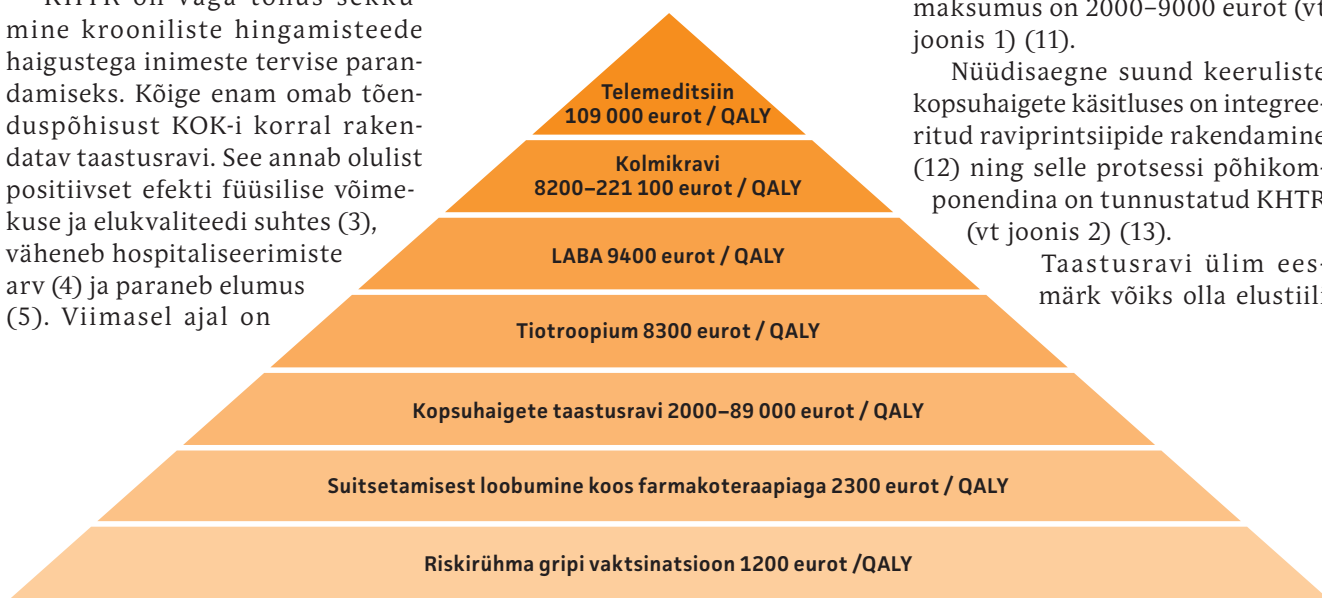 KHTR on väga tõhus sekku-
mine krooniliste hingamisteede
haigustega inimeste tervise paran-
damiseks. Kõige enam omab tõen-
duspõhisust KOK-i korral raken-
datav taastusravi. See annab olulist
positiivset efekti füüsilise võime-
kuse ja elukvaliteedi suhtes (3),
väheneb hospitaliseerimiste
arv (4) ja paraneb elumus
(5). Viimasel ajal on
maksumus on 2000–9000 eurot (vt
joonis 1) (11).
Nüüdisaegne suund keeruliste
kopsuhaigete käsitluses on integree-
ritud raviprintsiipide rakendamine
(12) ning selle protsessi põhikom-
ponendina on tunnustatud KHTR
(vt joonis 2) (13).
Taastusravi ülim ees-
märk võiks olla elustiili
Telemeditsiin
109 000 eurot / QALY
Kolmikravi
8200–221 100 eurot / QALY
LABA 9400 eurot / QALY
Tiotroopium 8300 eurot / QALY
Kopsuhaigete taastusravi 2000–89 000 eurot / QALY
Suitsetamisest loobumine koos farmakoteraapiaga 2300 eurot / QALY
Riskirühma gripi vaktsinatsioon 1200 eurot /QALY